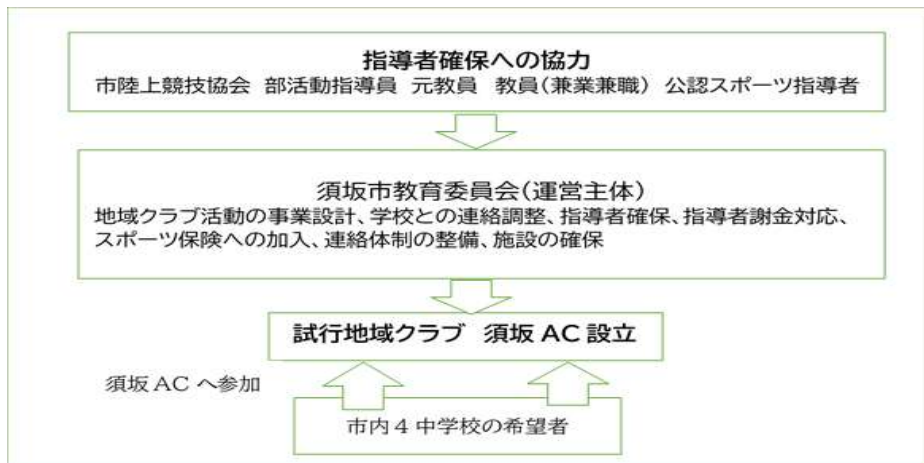 指導者確保への協力
市陸上競技協会 部活動指導員 元教員 教員(兼業兼職) 公認スポーツ指導者
須坂市教育委員会(運営主体)
地域クラブ活動の事業設計、学校との連絡調整、指導者確保、指導者謝金対応、
スポーツ保険への加入、連絡体制の整備、施設の確保
試行地域クラブ 須坂 AC 設立
須坂 AC へ参加
市内4中学校の希望者